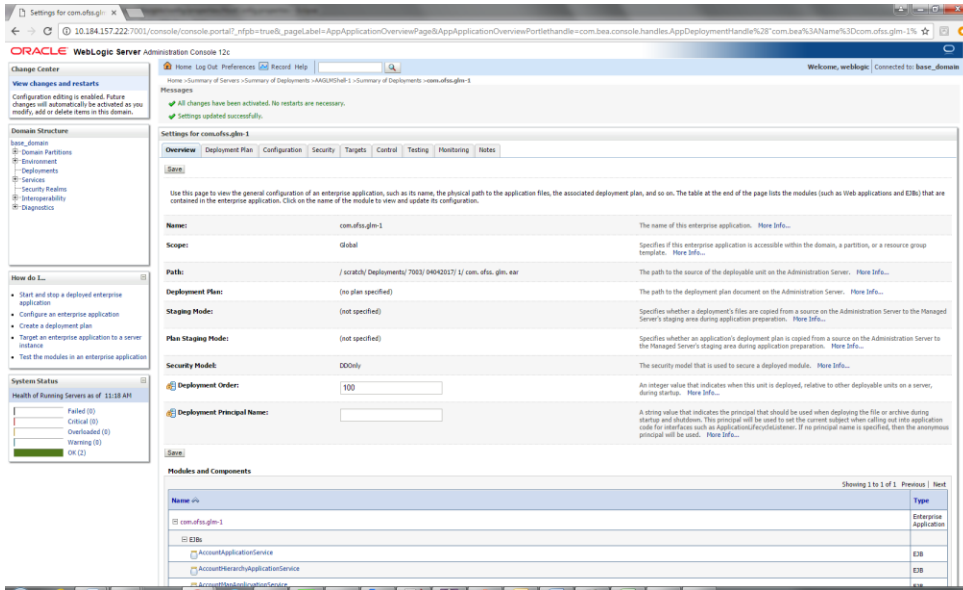 Settings for com.ofss.glm-
10.184.157.222:7001/console/console.portal?_nfpb=true&_pageLabel=AppApplicationOverviewPage&AppApplicationOverviewPortlethandle=com.bea.console.handles.AppDeploymentHandle%28"com.bea%3AName%3Dcom.ofss.glm-1%
ORACLE WebLogic Server Administration Console 12c
Change Center
View changes and restarts
Configuration editing is enabled. Future
changes will automatically be activated as you
modify, add or delete items in this domain.
Domain Structure
base_domain
Domain Partitions
Environment
Deployments
Services
Security Realms
Interoperability
Diagnostics
How do I...
Start and stop a deployed enterprise
application
Configure an enterprise application
Create a deployment plan
Target an enterprise application to a server
instance
Test the modules in an enterprise application
System Status
Health of Running Servers as of 11:18 AM
Failed (0)
Critical (0)
Overloaded (0)
Warning (0)
OK (2)
Home Log Out Preferences Record Help
Welcome, weblogic Connected to: base_domain
Home >Summary of Servers >Summary of Deployments >AAGLMShell-1 >Summary of Deployments >com.ofss.glm-1
Messages
All changes have been activated. No restarts are necessary.
Settings updated successfully.
Settings for com.ofss.glm-1
Overview Deployment Plan Configuration Security Targets Control Testing Monitoring Notes
Save
Use this page to view the general configuration of an enterprise application, such as its name, the physical path to the application files, the associated deployment plan, and so on. The table at the end of the page lists the modules (such as Web applications and EJBs) that are
contained in the enterprise application. Click on the name of the module to view and update its configuration.
Name: com.ofss.glm-1 The name of this enterprise application. More Info...
Scope: Global Specifies if this enterprise application is accessible within the domain, a partition, or a resource group
template. More Info...
Path: / scratch/ Deployments/ 7003/ 04042017/ 1/ com. ofss. glm. ear The path to the source of the deployable unit on the Administration Server. More Info...
Deployment Plan: (no plan specified) The path to the deployment plan document on the Administration Server. More Info...
Staging Mode: (not specified) Specifies whether a deployment's files are copied from a source on the Administration Server to the Managed
Server's staging area during application preparation. More Info...
Plan Staging Mode: (not specified) Specifies whether an application's deployment plan is copied from a source on the Administration Server to
the Managed Server's staging area during application preparation. More Info...
Security Model: DDOnly The security model that is used to secure a deployed module. More Info...
Deployment Order: 100 An integer value that indicates when this unit is deployed, relative to other deployable units on a server,
during startup. More Info...
Deployment Principal Name: A string value that indicates the principal that should be used when deploying the file or archive during
startup and shutdown. This principal will be used to set the current subject when calling out into application
code for interfaces such as ApplicationLifecycleListener. If no principal name is specified, then the anonymous
principal will be used. More Info...
Save
Modules and Components
Showing 1 to 1 of 1 Previous | Next
Name Type
com.ofss.glm-1 Enterprise
Application
EJBs
AccountApplicationService EJB
AccountHierarchyApplicationService EJB
AccountMapApplicationService EJB